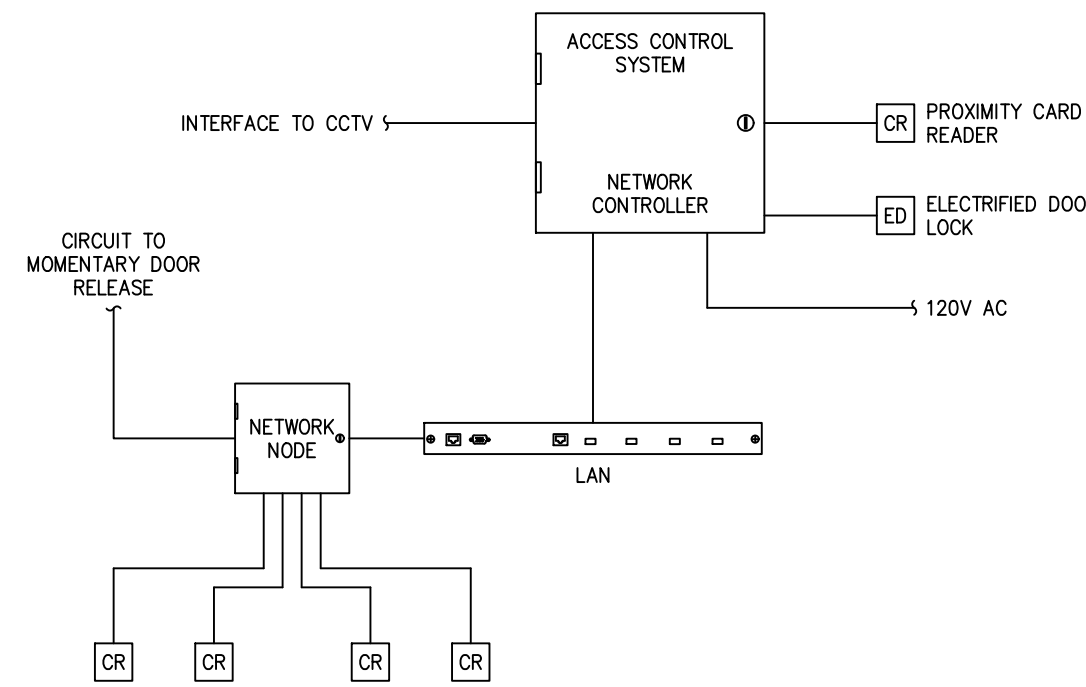 ACCESS CONTROL
SYSTEM
INTERFACE TO CCTV
CR
PROXIMITY CARD
READER
NETWORK
CONTROLLER
ED
ELECTRIFIED DOO
LOCK
CIRCUIT TO
MOMENTARY DOOR
RELEASE
120V AC
NETWORK
NODE
LAN
CR
CR
CR
CR